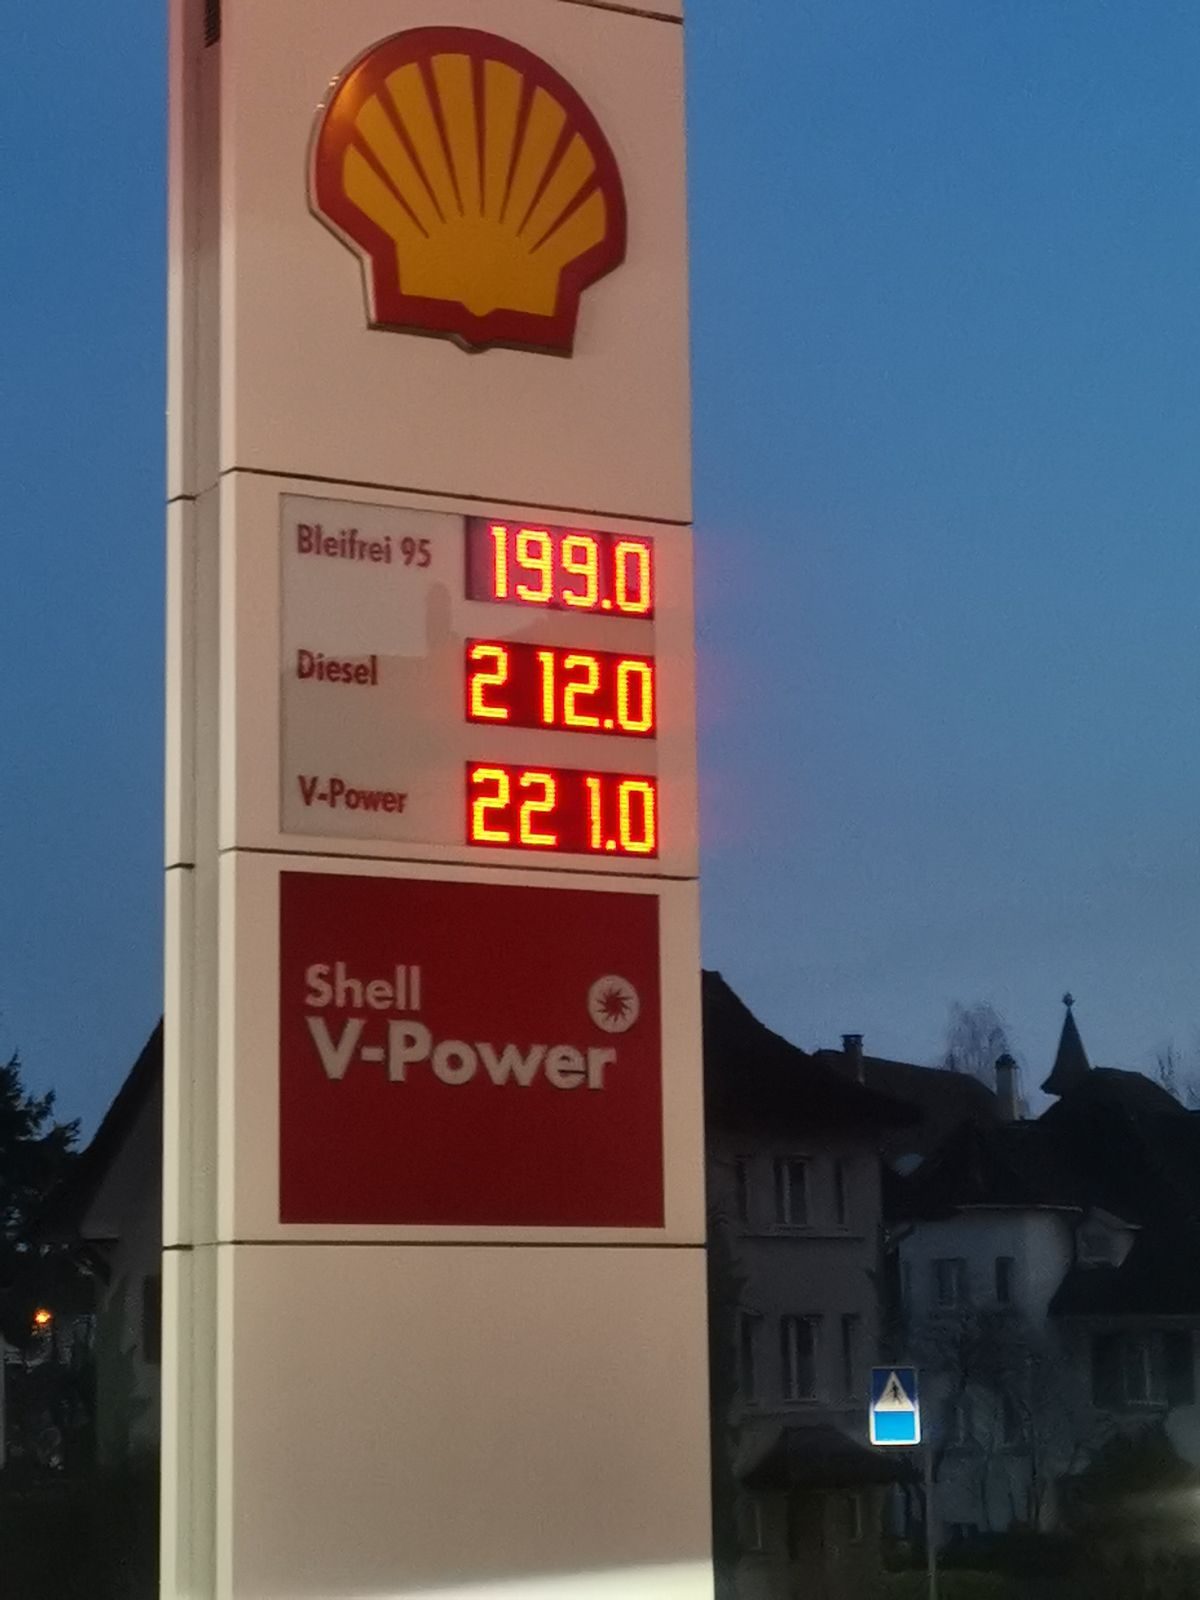 Bleifrei 95 199.0
Diesel 212.0
V-Power 221.0
Shell
V-Power